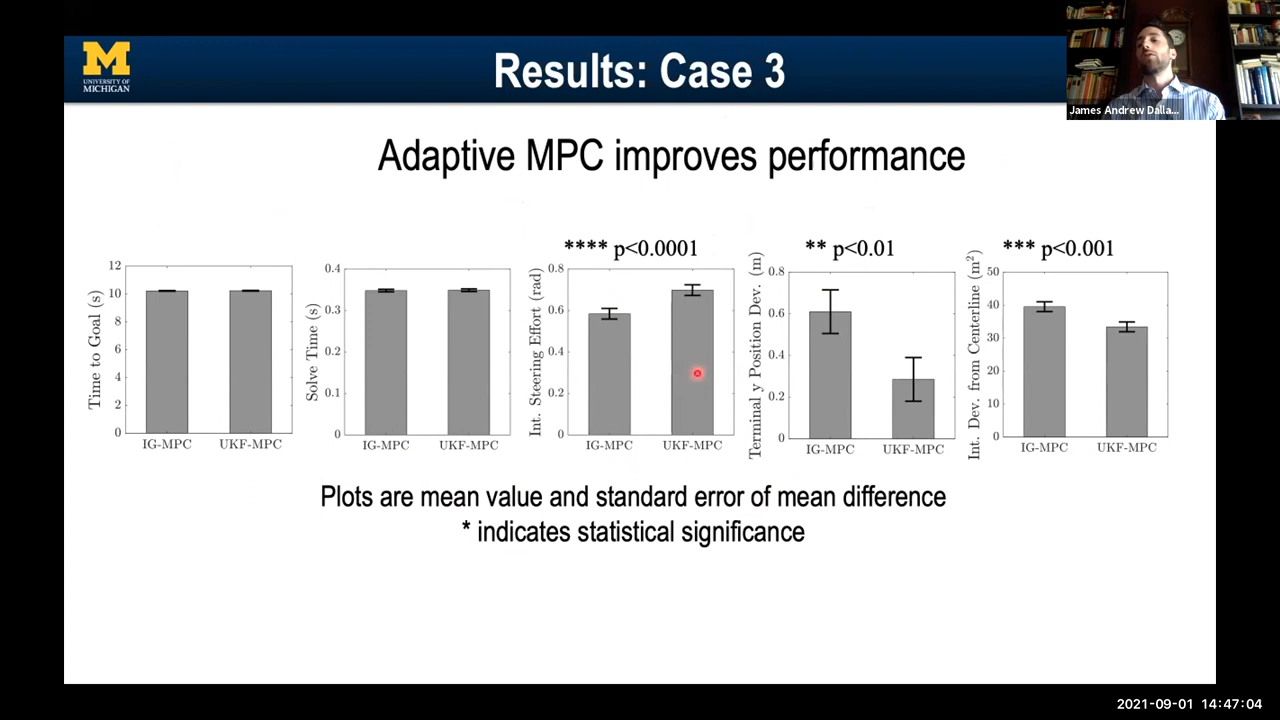 M
UNIVERSITY OF
MICHIGAN
Results: Case 3
James Andrew Dalla...
Adaptive MPC improves performance
**** p<0.0001
** p<0.01
*** p<0.001
Time to Goal (s)
12
10
8
6
4
2
0
IG-MPC UKF-MPC
Solve Time (s)
0.4
0.3
0.2
0.1
0
IG-MPC UKF-MPC
Int. Steering Effort (rad)
0.8
0.6
0.4
0.2
0
IG-MPC UKF-MPC
Terminal y Position Dev. (m)
0.8
0.6
0.4
0.2
0
IG-MPC UKF-MPC
Int. Dev. from Centerline (m²)
50
40
30
20
10
0
IG-MPC UKF-MPC
Plots are mean value and standard error of mean difference
* indicates statistical significance
2021-09-01 14:47:04